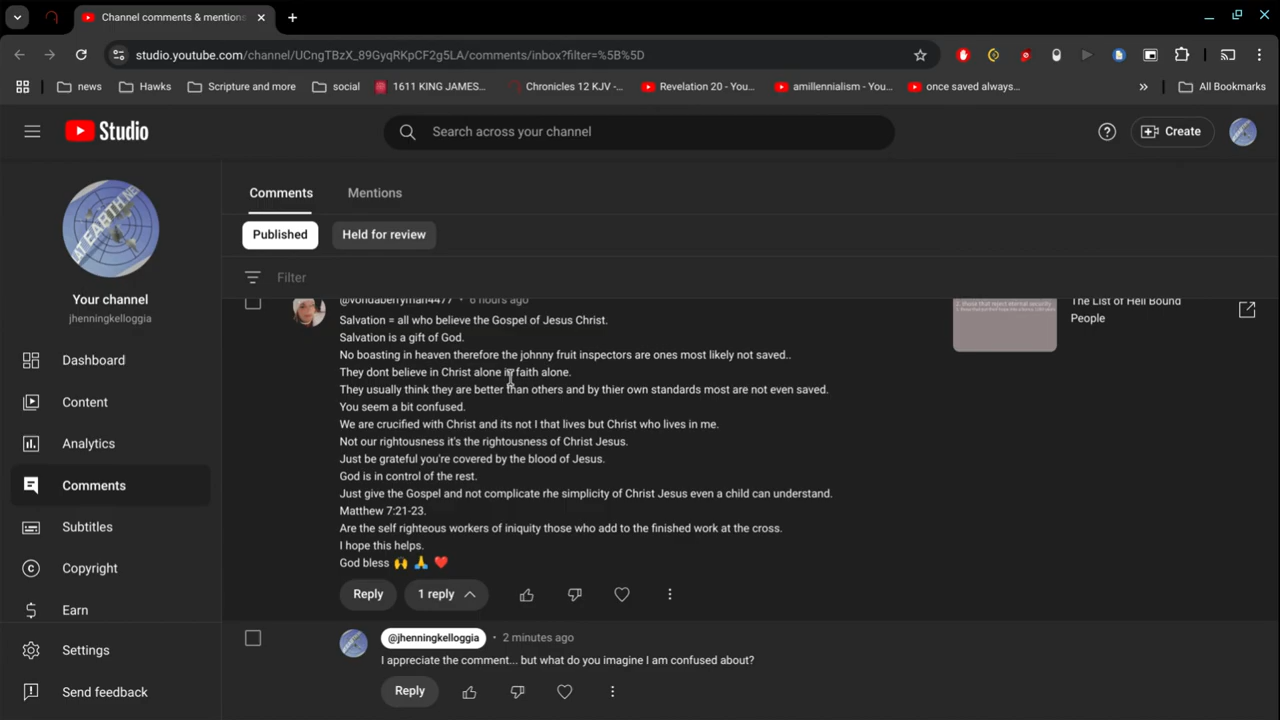 Channel comments & mentions
studio.youtube.com/channel/UCngTBzX_89GyqRKpCF2g5LA/comments/inbox?filter=%5B%5D
news
Hawks
Scripture and more
social
1611 KING JAMES...
Chronicles 12 KJV -...
Revelation 20 - You...
amillennialism - You...
once saved always...
»
All Bookmarks
Studio
Search across your channel
Create
Comments
Mentions
Published
Held for review
Filter
Your channel
jhenningkelloggia
Dashboard
Content
Analytics
Comments
Subtitles
Copyright
Earn
Settings
Send feedback
@vondaberryman4477 • 6 hours ago
Salvation = all who believe the Gospel of Jesus Christ.
Salvation is a gift of God.
No boasting in heaven therefore the johnny fruit inspectors are ones most likely not saved..
They dont believe in Christ alone in faith alone.
They usually think they are better than others and by thier own standards most are not even saved.
You seem a bit confused.
We are crucified with Christ and its not I that lives but Christ who lives in me.
Not our rightousness it's the rightousness of Christ Jesus.
Just be grateful you're covered by the blood of Jesus.
God is in control of the rest.
Just give the Gospel and not complicate rhe simplicity of Christ Jesus even a child can understand.
Matthew 7:21-23.
Are the self righteous workers of iniquity those who add to the finished work at the cross.
I hope this helps.
God bless 🙌 🙏 ❤️
Reply
1 reply
The List of Hell Bound
People
@jhenningkelloggia • 2 minutes ago
I appreciate the comment... but what do you imagine I am confused about?
Reply